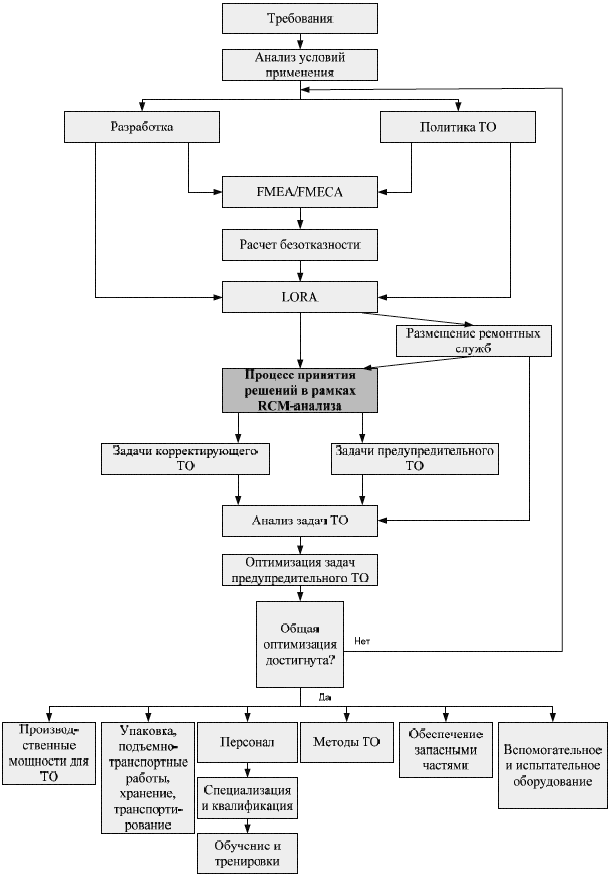 Требования
Анализ условий
применения
Разработка
Политика ТО
FMEA/FMECA
Расчет безотказности
LORA
Размещение ремонтных
служб
Процесс принятия
решений в рамках
RCM-анализа
Задачи корректирующего
ТО
Задачи предупредительного
ТО
Анализ задач ТО
Оптимизация задач
предупредительного ТО
Общая
оптимизация
достигнута?
Нет
Да
Производ-
ственные
мощности для
ТО
Упаковка,
подъемно-
транспортные
работы,
хранение,
транспорти-
рование
Персонал
Методы ТО
Обеспечение
запасными
частями
Вспомогательное
и испытательное
оборудование
Специализация
и квалификация
Обучение и
тренировки